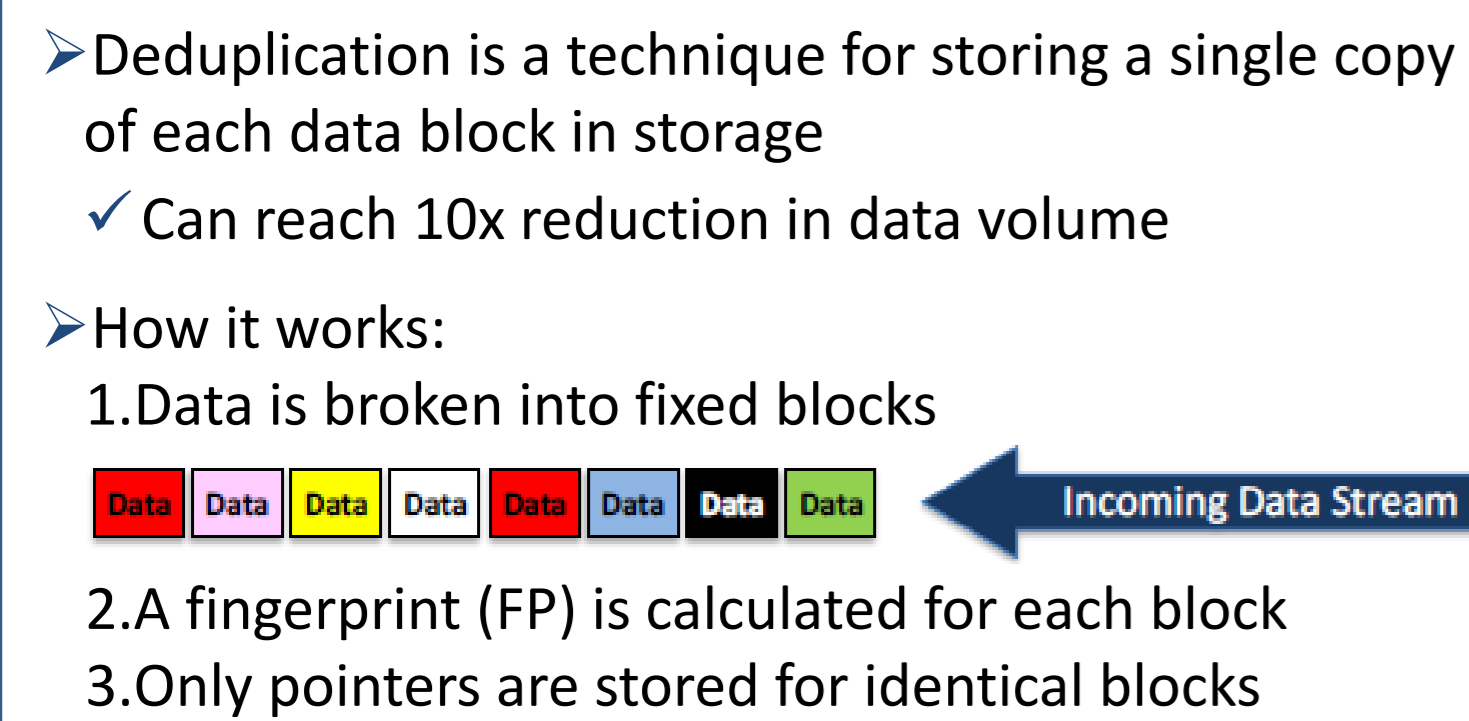 ➢Deduplication is a technique for storing a single copy
of each data block in storage
✓ Can reach 10x reduction in data volume
➢How it works:
1.Data is broken into fixed blocks
Data Data Data Data Data Data Data Data Incoming Data Stream
2.A fingerprint (FP) is calculated for each block
3.Only pointers are stored for identical blocks